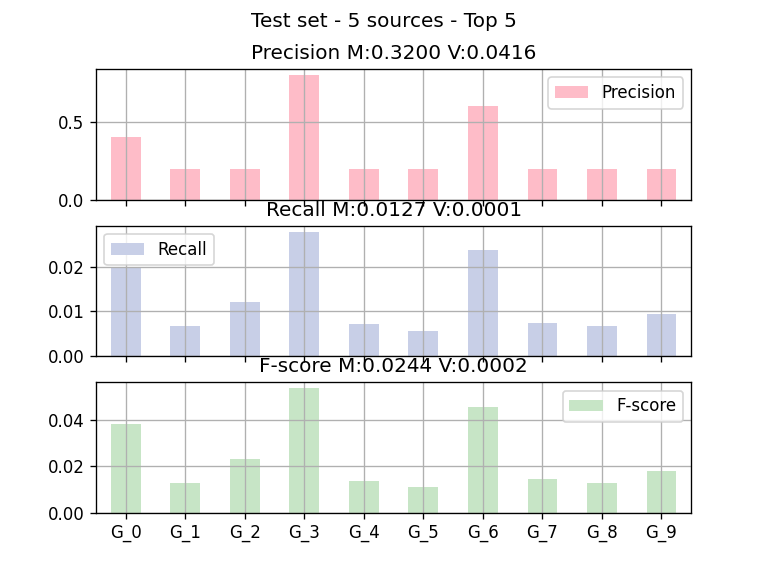 Test set - 5 sources - Top 5
Precision M:0.3200 V:0.0416
Precision
0.5
0.0
Recall M:0.0127 V:0.0001
Recall
0.02
0.01
0.00
F-score M:0.0244 V:0.0002
F-score
0.04
0.02
0.00
G_0 G_1 G_2 G_3 G_4 G_5 G_6 G_7 G_8 G_9